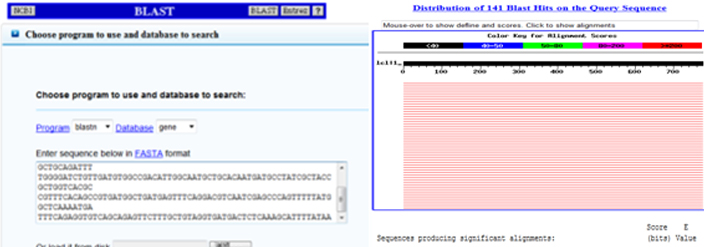 NCBI BLAST BLAST Entrez ?
Choose program to use and database to search
Choose program to use and database to search:
Program blastn Database gene
Enter sequence below in FASTA format
GCTGCAGATTT
TGGGGATCTGTTGATGTGGCCGACATTGGCAATGCTGCACAATGATGCCTATCGCTACC
GCTGGTCACGC
CGTTTCACAGCCGTGATGGCTGATGAGTTTCAGGACGTCAATCGAGCCCAGTTTTTATG
GCTCAAAATGA
TTTCAGAGGTGTCAGCAGAGTTCTTTGCTGTAGGTGATGACTCTCAAAGCATTTTATAA
Or load it from disk
Distribution of 141 Blast Hits on the Query Sequence
Mouse-over to show define and scores. Click to show alignments
Color Key for Alignment Scores
<40 40-50 50-80 80-200 >=200
lcl|1_
0 100 200 300 400 500 600 700
Score E
Sequences producing significant alignments: (bits) Value